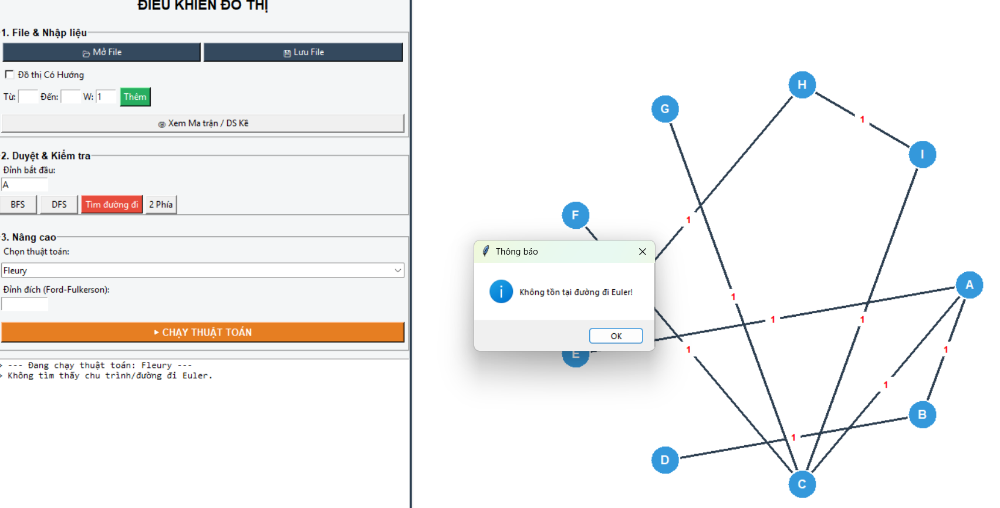 ĐIỀU KHIỂN ĐỒ THỊ
1. File & Nhập liệu
Mở File
Lưu File
Đồ thị Có Hướng
Từ: Đến: W: 1 Thêm
Xem Ma trận / DS Kề
2. Duyệt & Kiểm tra
Đỉnh bắt đầu:
A
BFS DFS Tìm đường đi 2 Phía
3. Nâng cao
Chọn thuật toán:
Fleury
Đỉnh đích (Ford-Fulkerson):
CHẠY THUẬT TOÁN
> --- Đang chạy thuật toán: Fleury ---
> Không tìm thấy chu trình/đường đi Euler.
H
G
1
I
F
1
Thông báo
Không tồn tại đường đi Euler!
OK
A
1
1
1
E
1
1
1
B
1
D
C